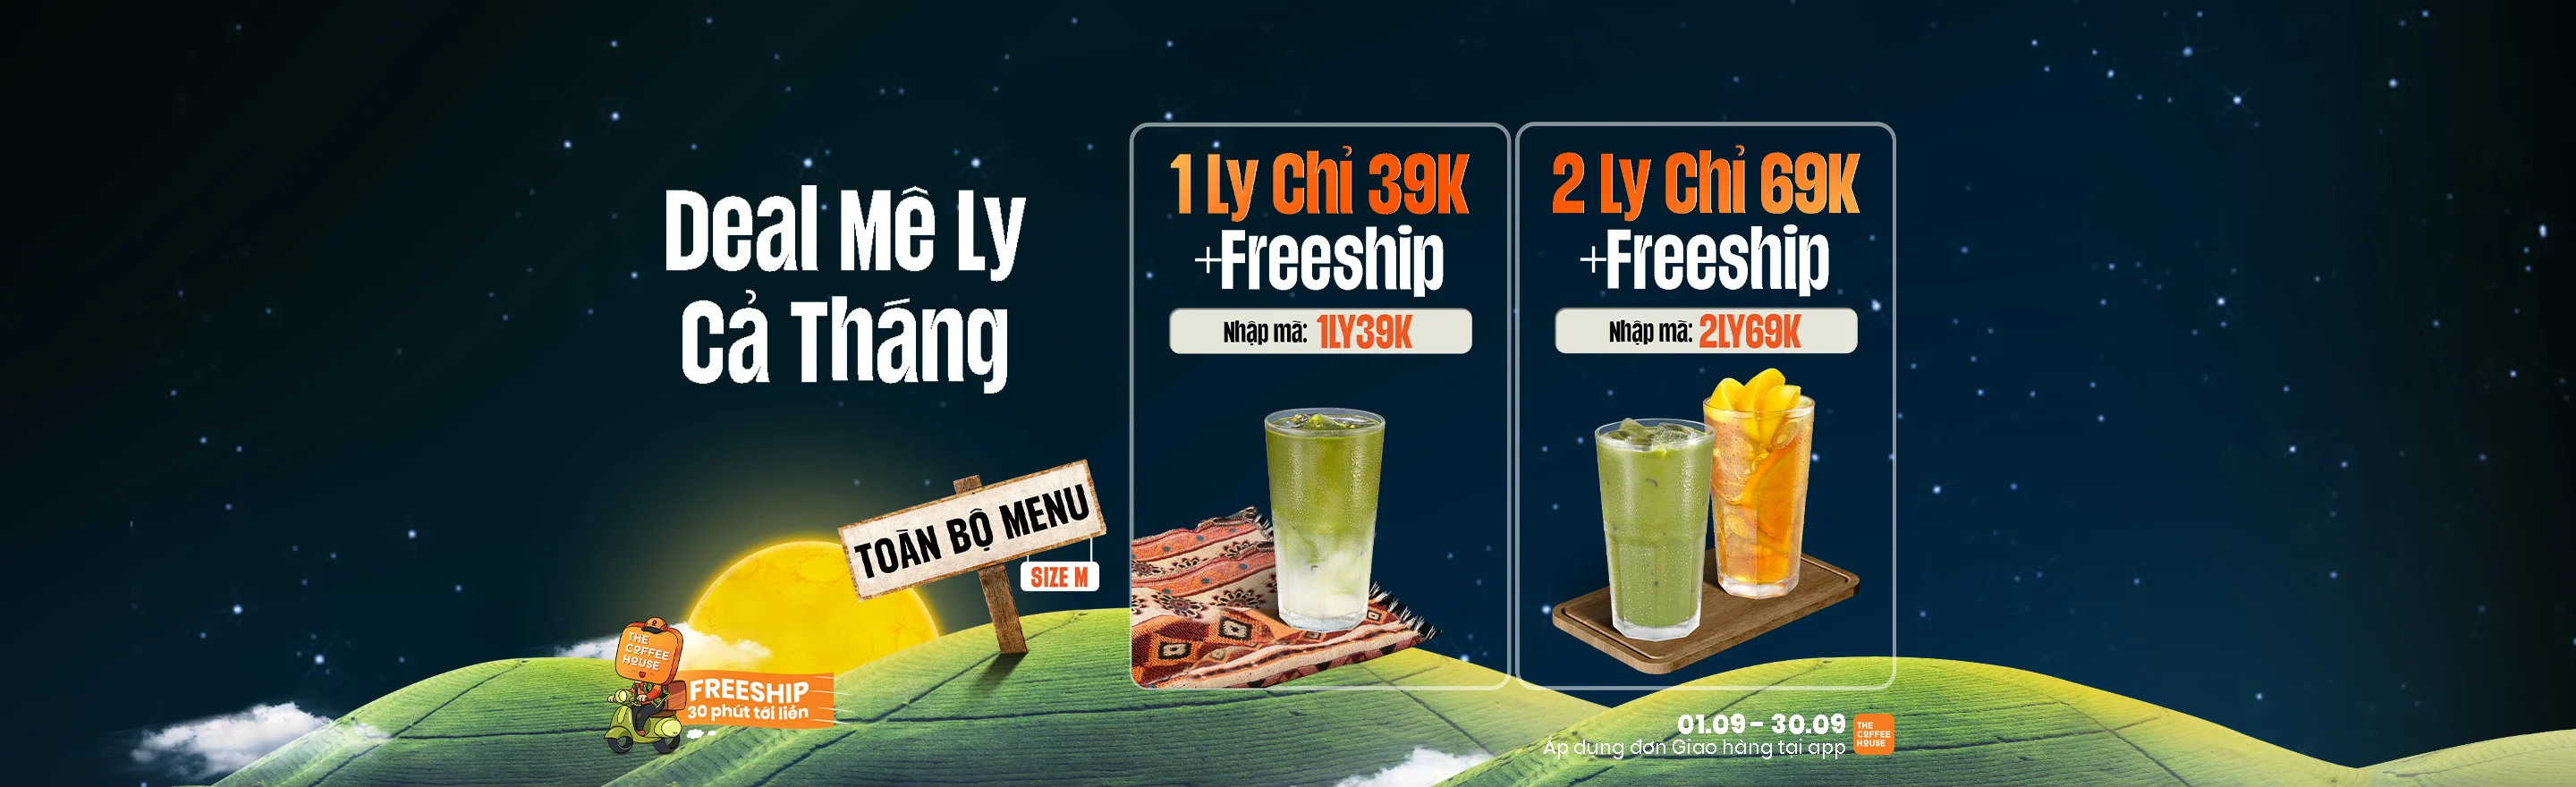 Deal Mê Ly
Cả Tháng
TOÀN BỘ MENU
SIZE M
THE
COFFEE
HOUSE
FREESHIP
30 phút tới liền
1 Ly Chỉ 39K
+Freeship
Nhập mã: 1LY39K
2 Ly Chỉ 69K
+Freeship
Nhập mã: 2LY69K
01.09 - 30.09
Áp dụng đơn Giao hàng tại app
THE
COFFEE
HOUSE